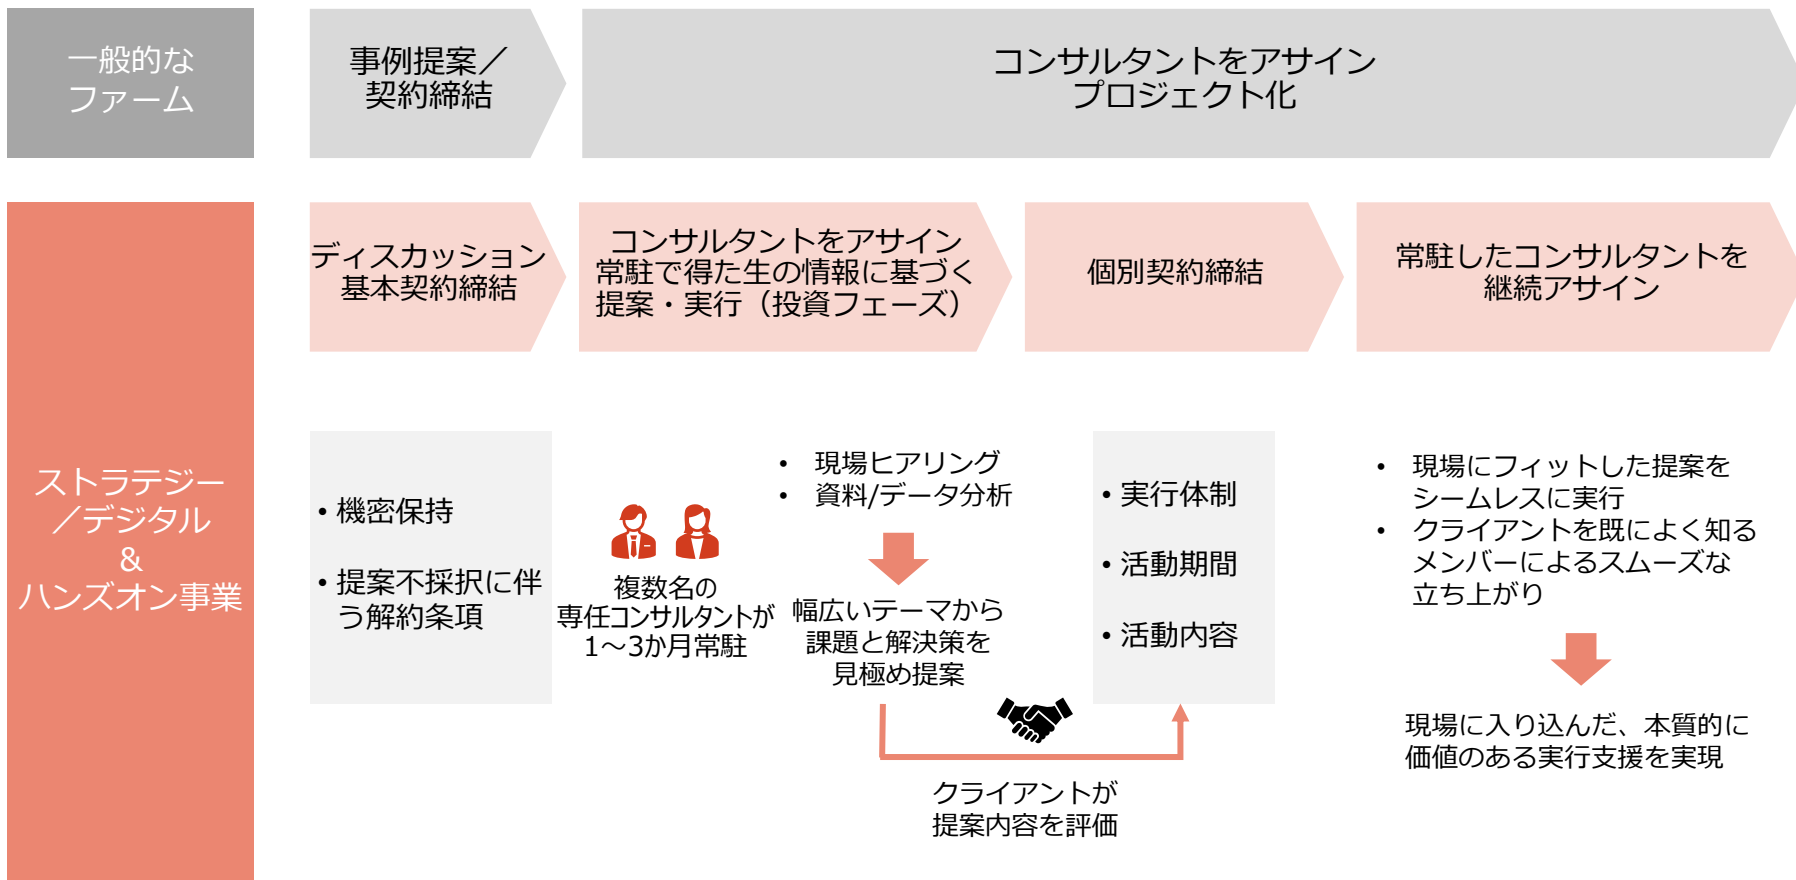 一般的な
ファーム
事例提案／
契約締結
コンサルタントをアサイン
プロジェクト化
ストラテジー
／デジタル
&
ハンズオン事業
ディスカッション
基本契約締結
コンサルタントをアサイン
常駐で得た生の情報に基づく
提案・実行（投資フェーズ）
個別契約締結
常駐したコンサルタントを
継続アサイン
• 機密保持
• 提案不採択に伴
う解約条項
複数名の
専任コンサルタントが
1～3か月常駐
• 現場ヒアリング
• 資料/データ分析
幅広いテーマから
課題と解決策を
見極め提案
クライアントが
提案内容を評価
• 実行体制
• 活動期間
• 活動内容
• 現場にフィットした提案を
シームレスに実行
• クライアントを既によく知る
メンバーによるスムーズな
立ち上がり
現場に入り込んだ、本質的に
価値のある実行支援を実現